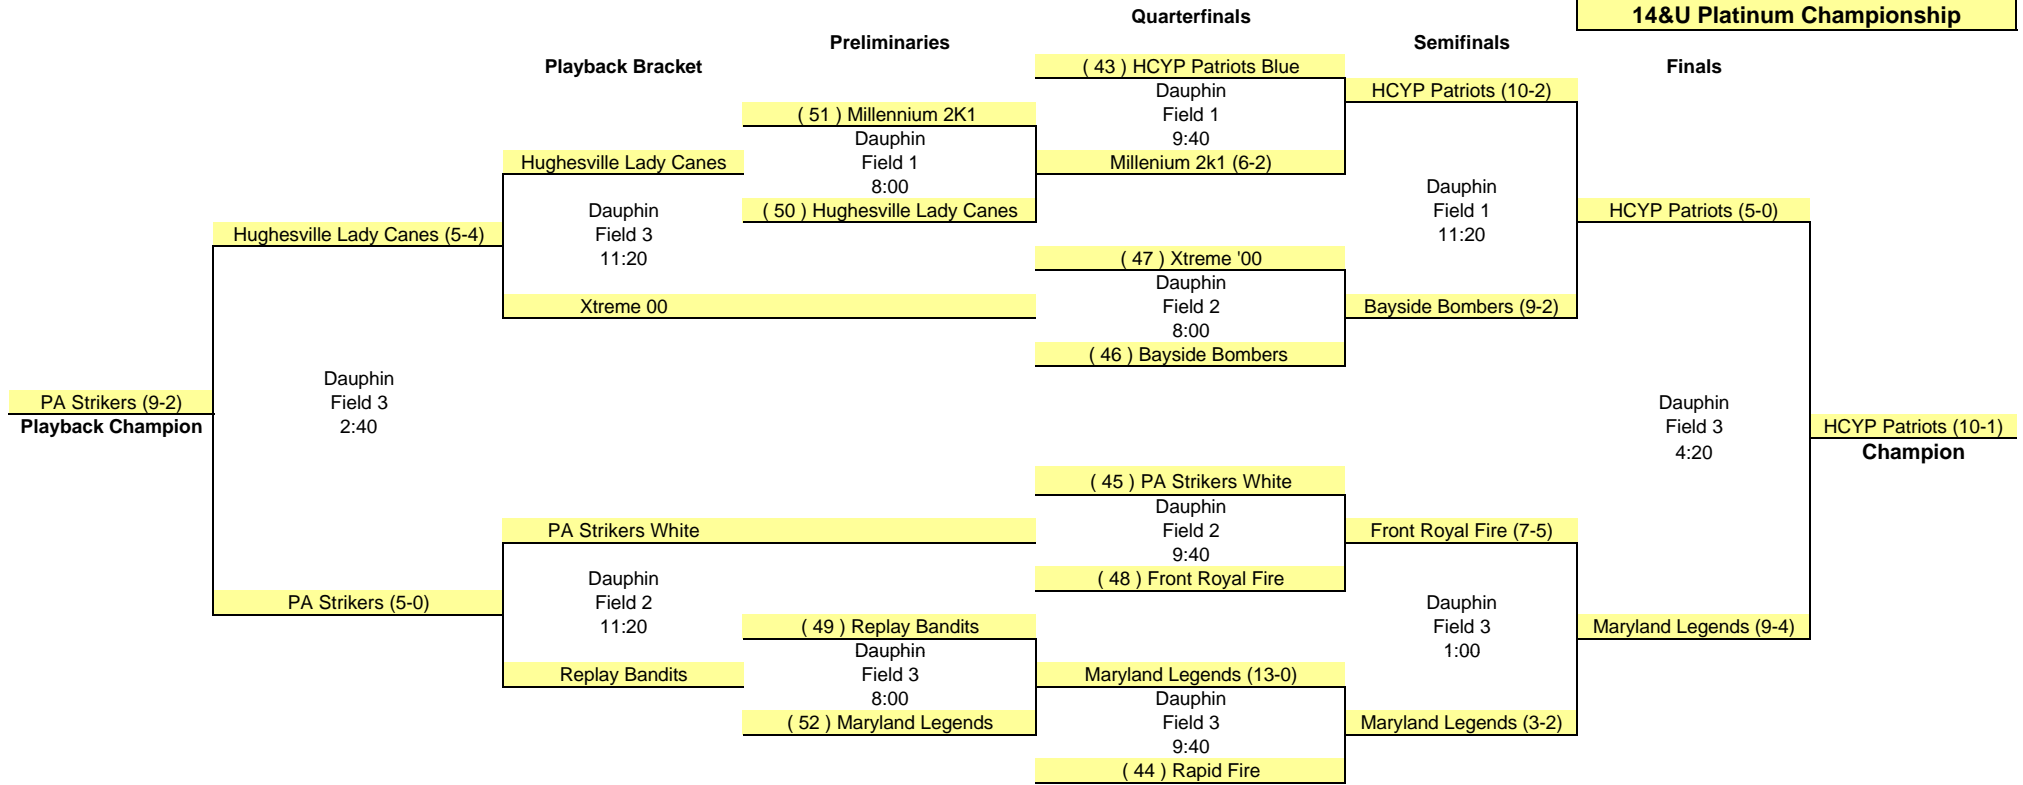 14&U Platinum Championship
Quarterfinals
Preliminaries
Semifinals
Playback Bracket
Finals
( 43 ) HCYP Patriots Blue
Dauphin
Field 1
9:40
HCYP Patriots (10-2)
( 51 ) Millennium 2K1
Dauphin
Field 1
8:00
Millenium 2k1 (6-2)
Hughesville Lady Canes
( 50 ) Hughesville Lady Canes
Dauphin
Field 3
11:20
Hughesville Lady Canes (5-4)
Dauphin
Field 1
11:20
HCYP Patriots (5-0)
( 47 ) Xtreme '00
Dauphin
Field 2
8:00
Xtreme 00
Bayside Bombers (9-2)
( 46 ) Bayside Bombers
Dauphin
Field 3
2:40
PA Strikers (9-2)
Playback Champion
Dauphin
Field 3
4:20
HCYP Patriots (10-1)
Champion
( 45 ) PA Strikers White
Dauphin
Field 2
9:40
PA Strikers White
Front Royal Fire (7-5)
( 48 ) Front Royal Fire
Dauphin
Field 2
11:20
PA Strikers (5-0)
Dauphin
Field 3
1:00
( 49 ) Replay Bandits
Maryland Legends (9-4)
Dauphin
Field 3
8:00
Replay Bandits
Maryland Legends (13-0)
( 52 ) Maryland Legends
Dauphin
Field 3
9:40
Maryland Legends (3-2)
( 44 ) Rapid Fire